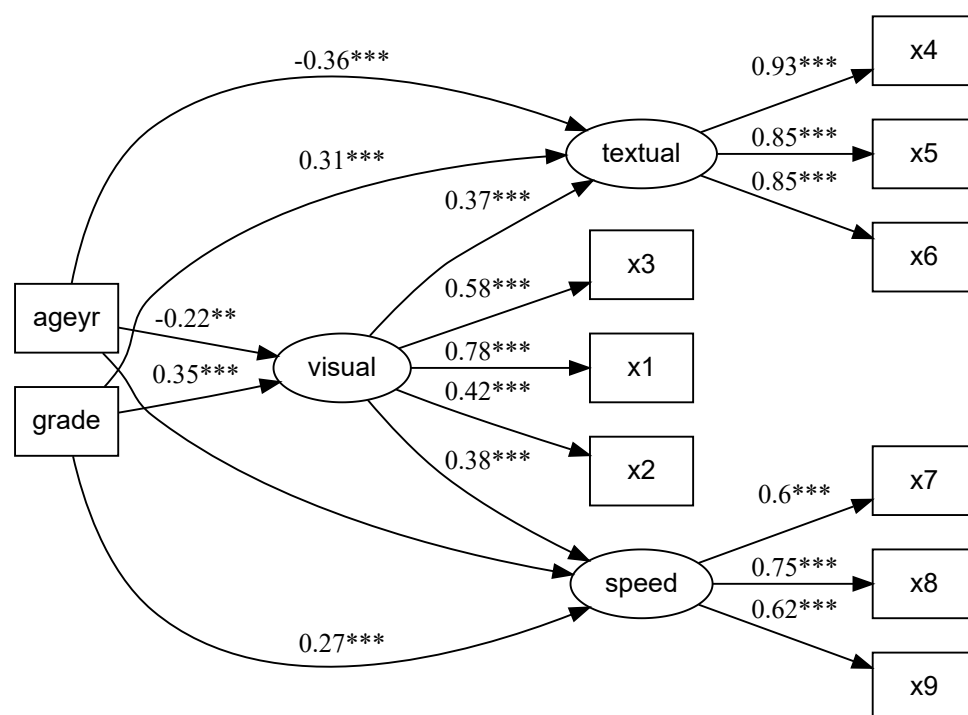 x4
-0.36***
0.93***
textual
0.85***
x5
0.31***
0.85***
0.37***
x6
x3
0.58***
ageyr
-0.22**
visual
0.78***
x1
0.35***
0.42***
grade
0.38***
x2
x7
0.6***
speed
0.75***
x8
0.62***
0.27***
x9